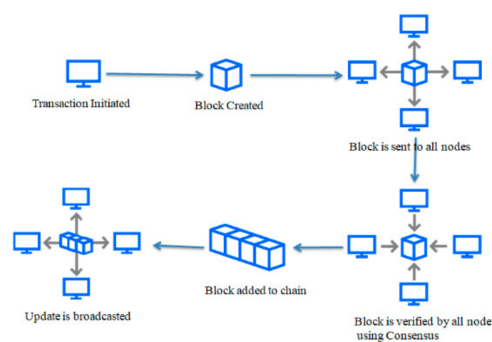 Transaction Initiated
Block Created
Block is sent to all nodes
Block is verified by all node
using Consensus
Block added to chain
Update is broadcasted